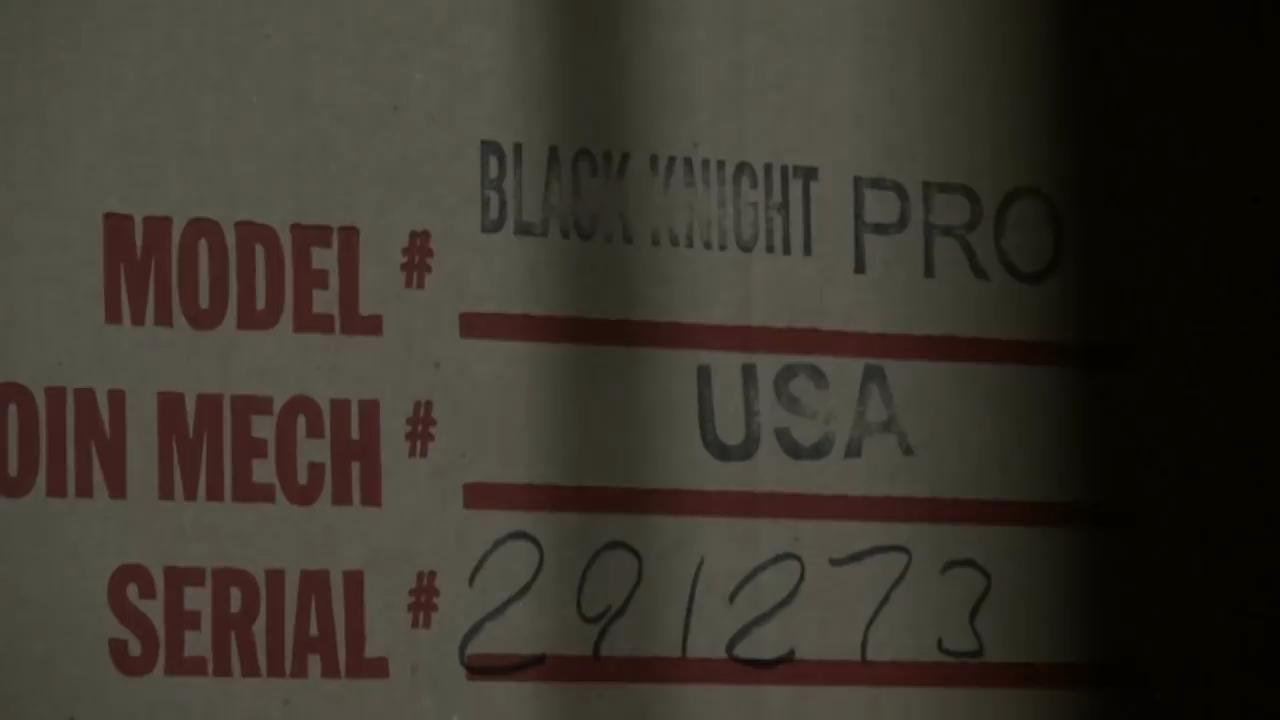 MODEL # BLACK KNIGHT PRO
OIN MECH # USA
SERIAL # 291273